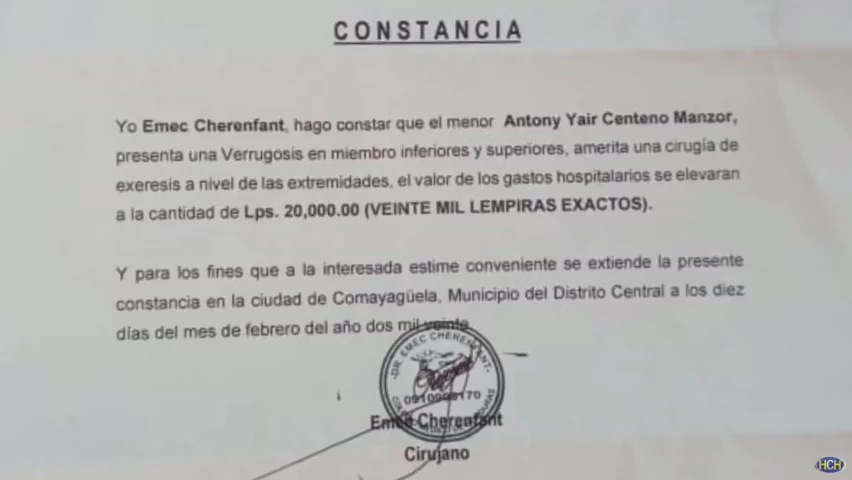 CONSTANCIA
Yo Emec Cherenfant, hago constar que el menor Antony Yair Centeno Manzor,
presenta una Verrugosis en miembro inferiores y superiores, amerita una cirugía de
exeresis a nivel de las extremidades, el valor de los gastos hospitalarios se elevaran
a la cantidad de Lps. 20,000.00 (VEINTE MIL LEMPIRAS EXACTOS).
Y para los fines que a la interesada estime conveniente se extiende la presente
constancia en la ciudad de Comayagüela, Municipio del Distrito Central a los diez
días del mes de febrero del año dos mil veinte
DR. EMEC CHERENFANT
Emec Cherenfant
Cirujano
HCH